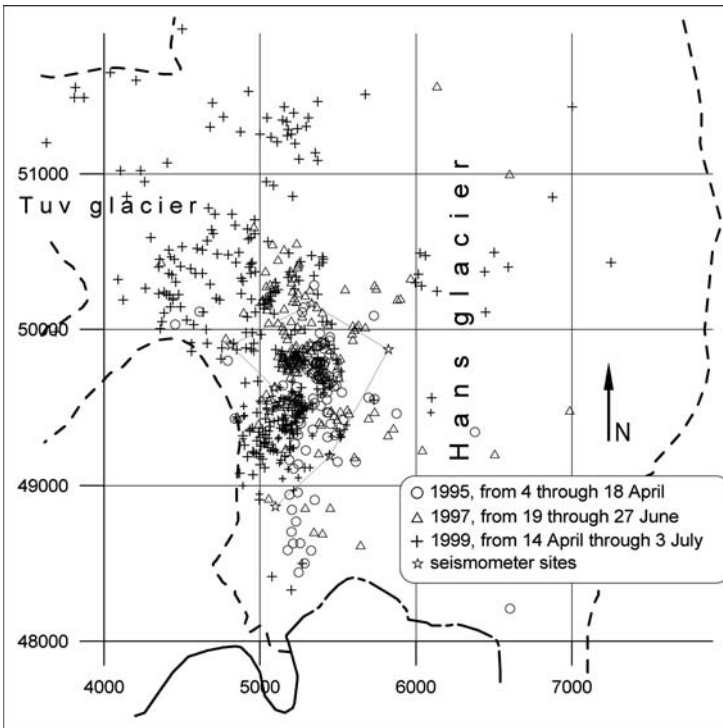 51000
Tuv glacier
Hans glacier
50000
N
49000
1995, from 4 through 18 April
1997, from 19 through 27 June
1999, from 14 April through 3 July
seismometer sites
48000
4000 5000 6000 7000